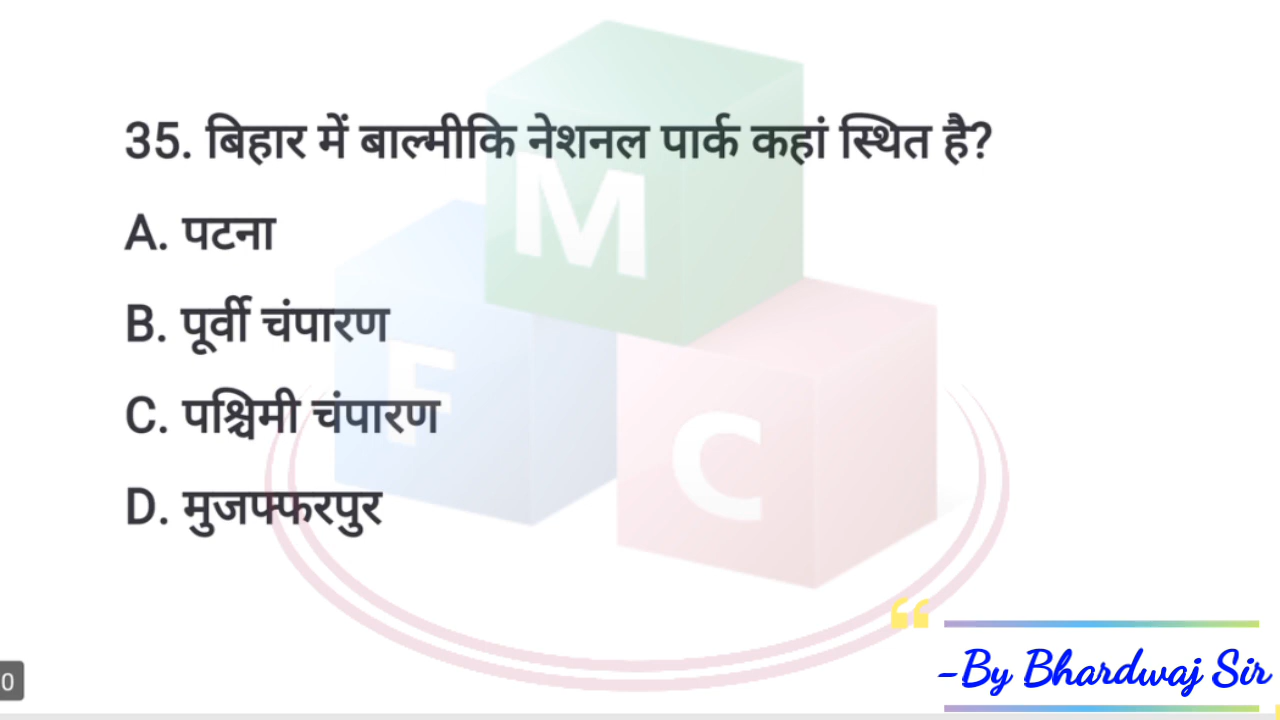 35. बिहार में बाल्मीकि नेशनल पार्क कहां स्थित है?
A. पटना
B. पूर्वी चंपारण
C. पश्चिमी चंपारण
D. मुजफ्फरपुर
M
F
C
“
-By Bhardwaj Sir
0